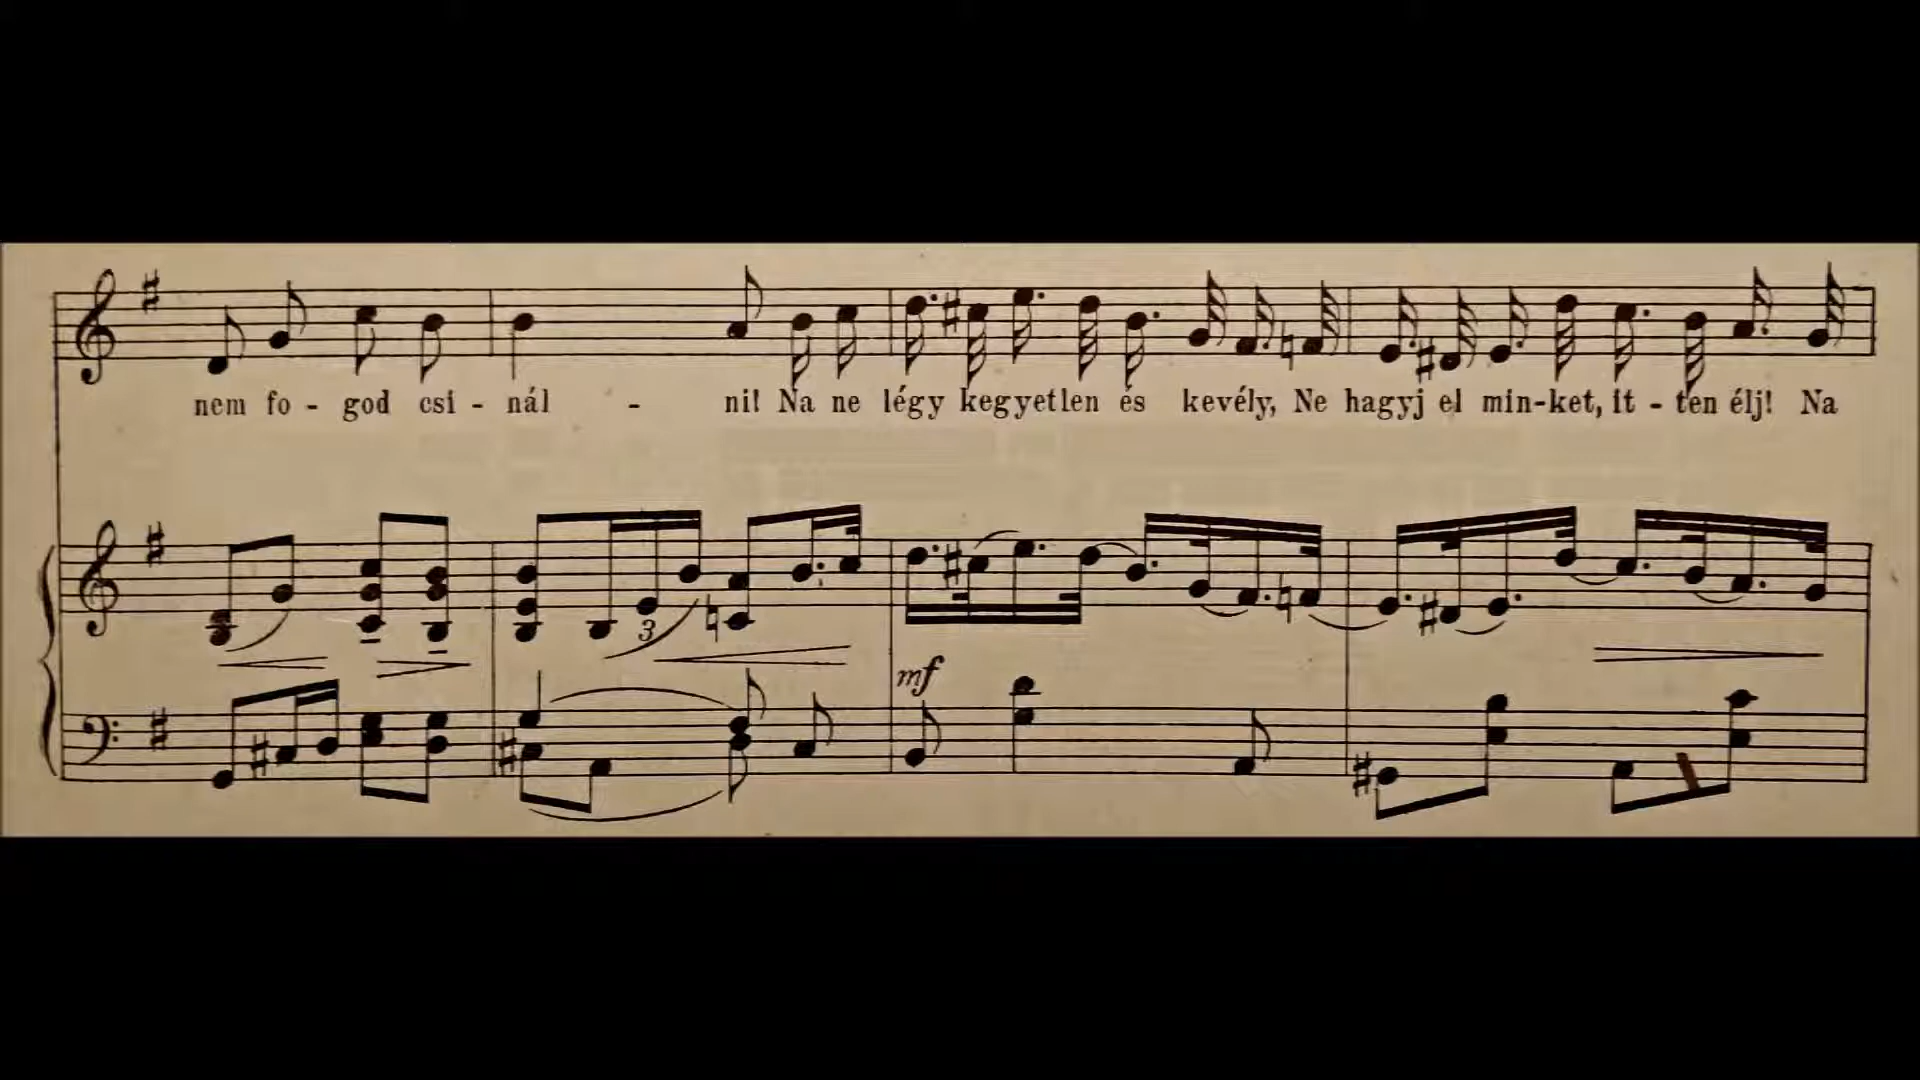 nem fo - god csi - nál - ni! Na ne légy kegyetlen és kevély, Ne hagyj el min-ket, it - ten élj! Na
3
mf